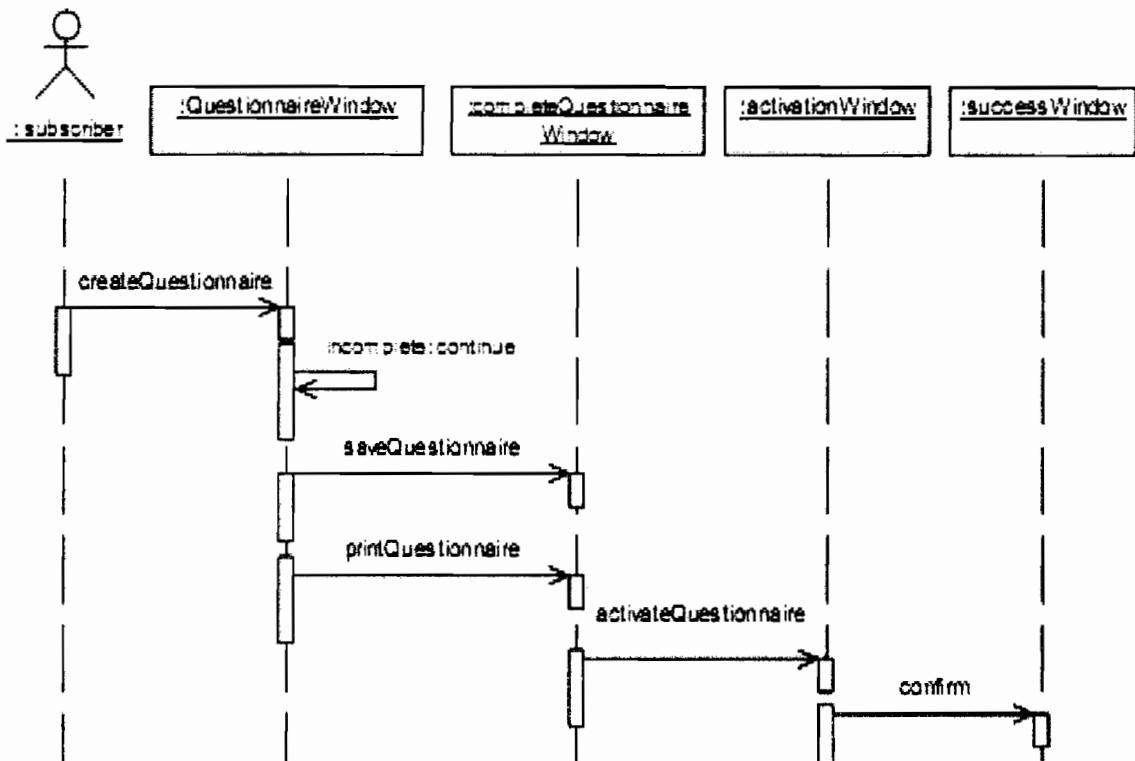 : subscriber
:QuestionnaireWindow
:completeQuestionnaire
Window
:activationWindow
:successWindow
createQuestionnaire
incomplete:continue
saveQuestionnaire
printQuestionnaire
activateQuestionnaire
confirm